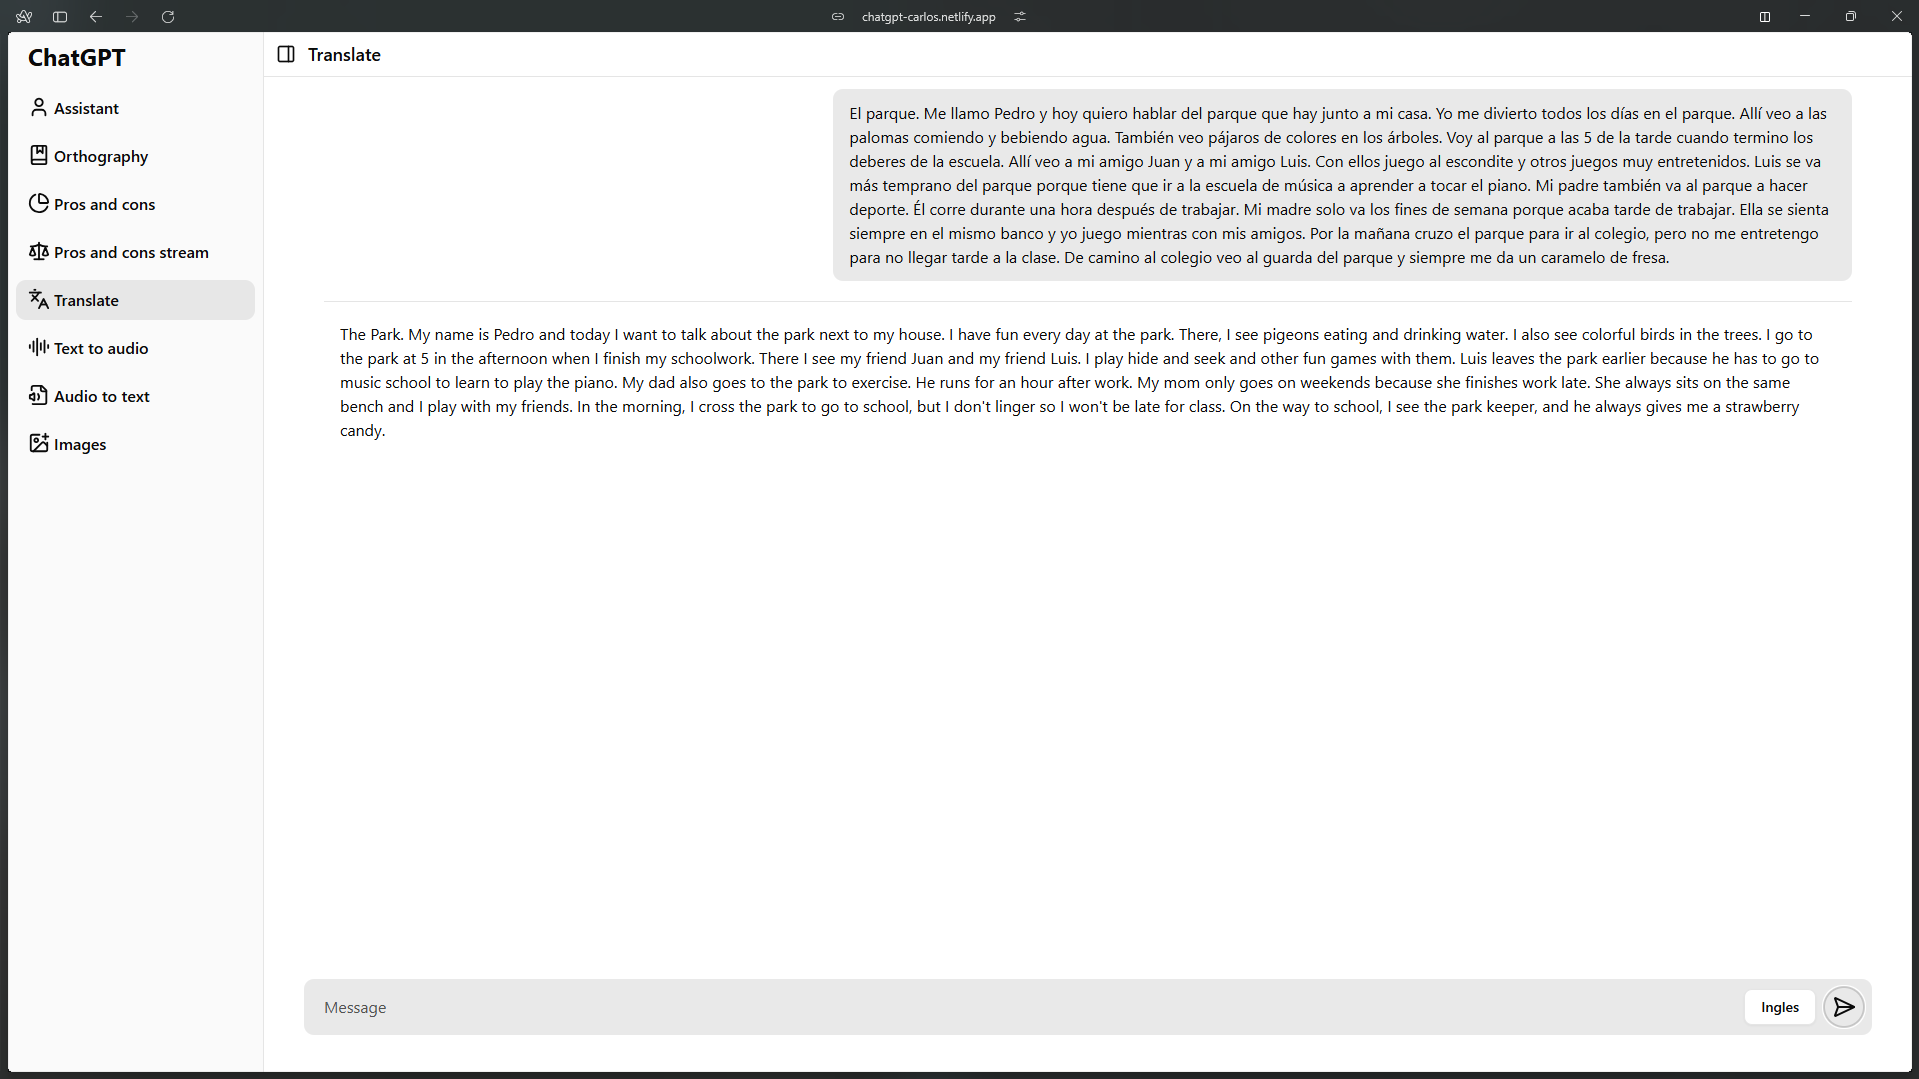 chatgpt-carlos.netlify.app
ChatGPT
Assistant
Orthography
Pros and cons
Pros and cons stream
Translate
Text to audio
Audio to text
Images
Translate
El parque. Me llamo Pedro y hoy quiero hablar del parque que hay junto a mi casa. Yo me divierto todos los días en el parque. Allí veo a las
palomas comiendo y bebiendo agua. También veo pájaros de colores en los árboles. Voy al parque a las 5 de la tarde cuando termino los
deberes de la escuela. Allí veo a mi amigo Juan y a mi amigo Luis. Con ellos juego al escondite y otros juegos muy entretenidos. Luis se va
más temprano del parque porque tiene que ir a la escuela de música a aprender a tocar el piano. Mi padre también va al parque a hacer
deporte. Él corre durante una hora después de trabajar. Mi madre solo va los fines de semana porque acaba tarde de trabajar. Ella se sienta
siempre en el mismo banco y yo juego mientras con mis amigos. Por la mañana cruzo el parque para ir al colegio, pero no me entretengo
para no llegar tarde a la clase. De camino al colegio veo al guarda del parque y siempre me da un caramelo de fresa.
The Park. My name is Pedro and today I want to talk about the park next to my house. I have fun every day at the park. There, I see pigeons eating and drinking water. I also see colorful birds in the trees. I go to
the park at 5 in the afternoon when I finish my schoolwork. There I see my friend Juan and my friend Luis. I play hide and seek and other fun games with them. Luis leaves the park earlier because he has to go to
music school to learn to play the piano. My dad also goes to the park to exercise. He runs for an hour after work. My mom only goes on weekends because she finishes work late. She always sits on the same
bench and I play with my friends. In the morning, I cross the park to go to school, but I don't linger so I won't be late for class. On the way to school, I see the park keeper, and he always gives me a strawberry
candy.
Message
Ingles